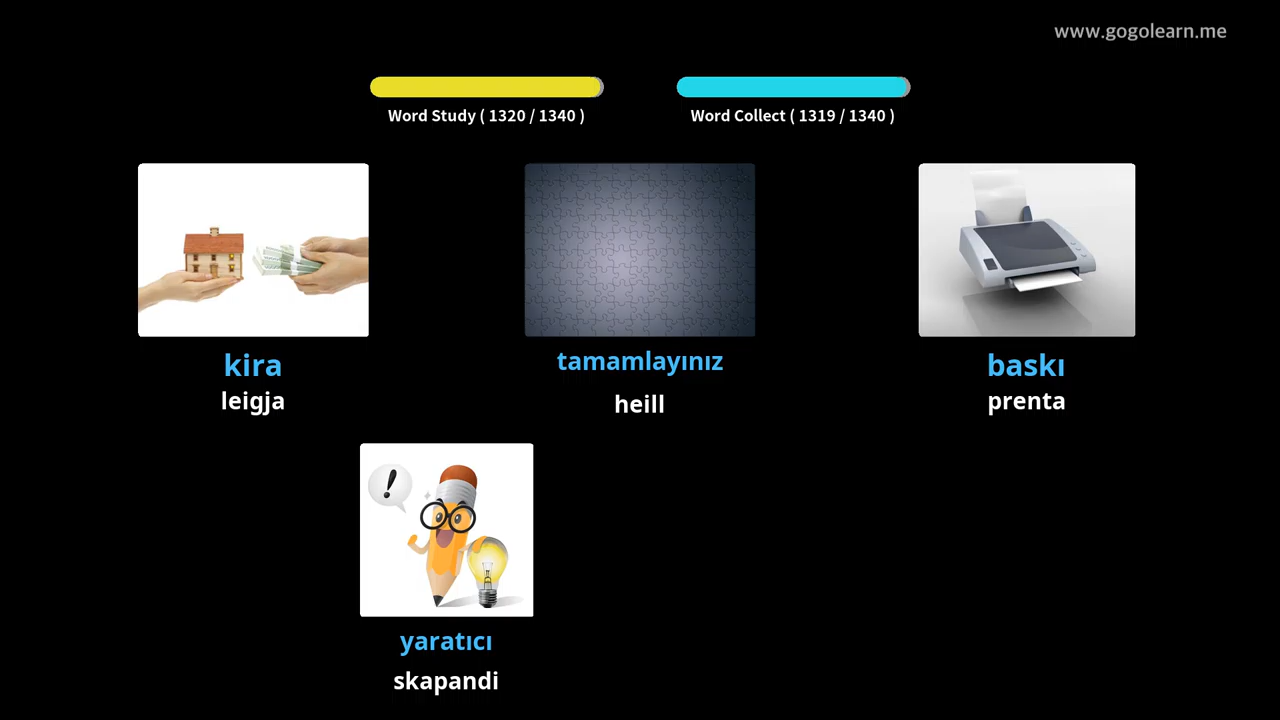 www.gogolearn.me
Word Study ( 1320 / 1340 )
Word Collect ( 1319 / 1340 )
kira
leigja
tamamlayınız
heill
baskı
prenta
!
yaratıcı
skapandi